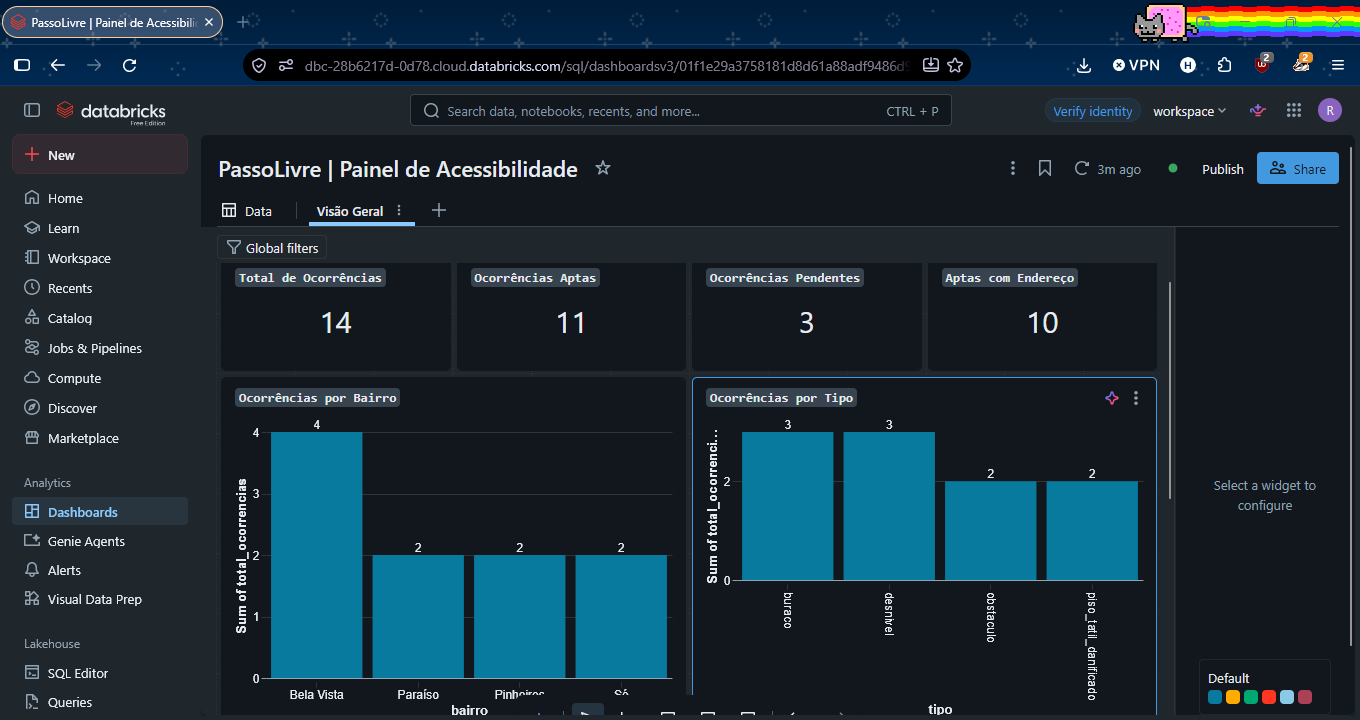 PassoLivre | Painel de Acessibili
dbc-28b6217d-0d78.cloud.databricks.com/sql/dashboardsv3/01f1e29a3758181d8d61a88adf9486d9
VPN
H
2
2
databricks
Free Edition
Search data, notebooks, recents, and more...
CTRL + P
Verify identity
workspace
R
New
Home
Learn
Workspace
Recents
Catalog
Jobs & Pipelines
Compute
Discover
Marketplace
Analytics
Dashboards
Genie Agents
Alerts
Visual Data Prep
Lakehouse
SQL Editor
Queries
PassoLivre | Painel de Acessibilidade
3m ago
Publish
Share
Data
Visão Geral
Global filters
Total de Ocorrências
14
Ocorrências Aptas
11
Ocorrências Pendentes
3
Aptas com Endereço
10
Ocorrências por Bairro
Sum of total_ocorrencias
4
3
2
1
0
4
2
2
2
Bela Vista
Paraíso
Pinheiros
Sé
bairro
Ocorrências por Tipo
Sum of total_ocorrenci...
2
0
3
3
2
2
buraco
desnivel
obstaculo
piso_tatil_danificado
tipo
Select a widget to
configure
Default